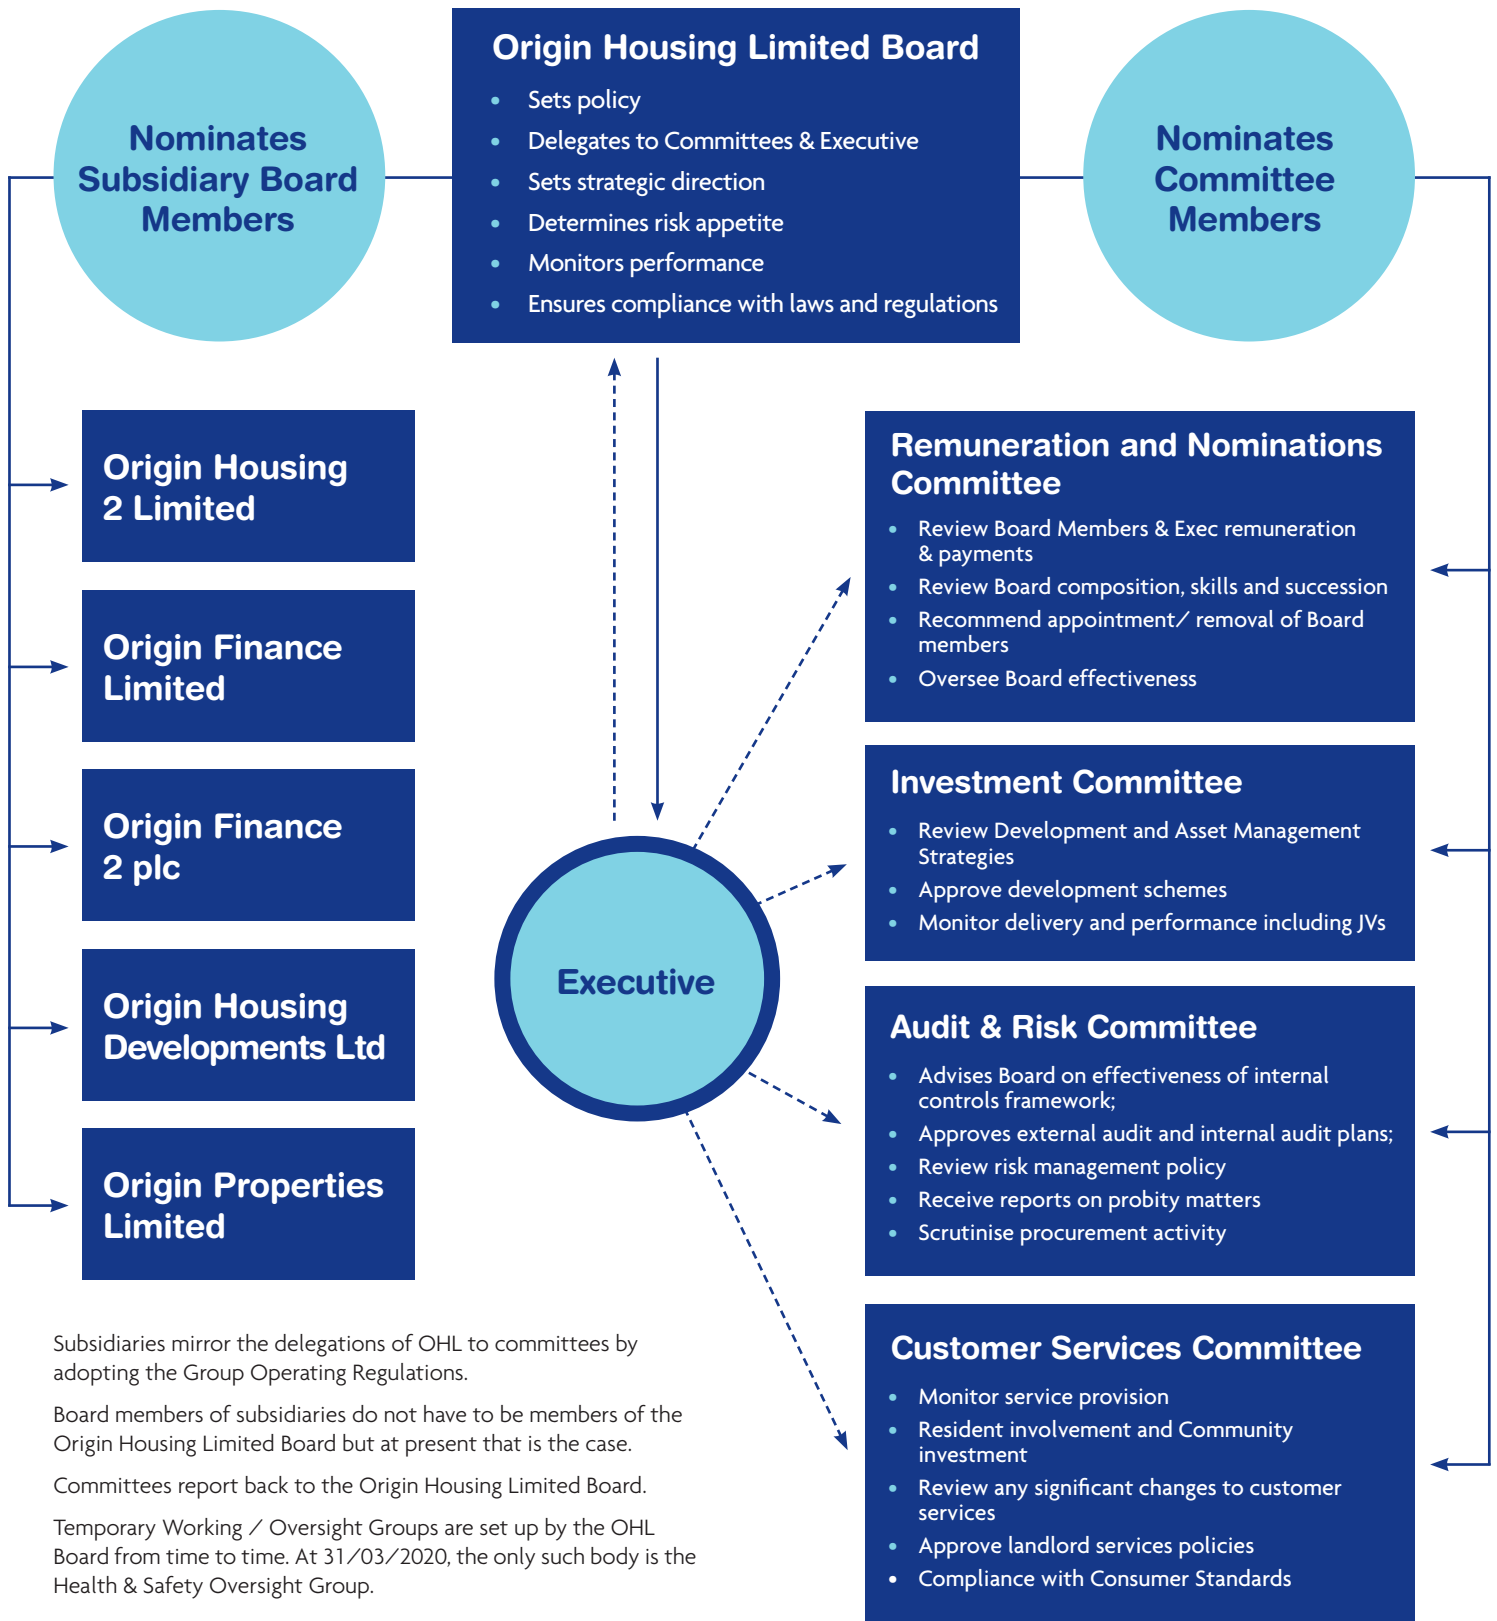 Nominates
Subsidiary Board
Members
Origin Housing Limited Board
• Sets policy
• Delegates to Committees & Executive
• Sets strategic direction
• Determines risk appetite
• Monitors performance
• Ensures compliance with laws and regulations
Nominates
Committee
Members
Origin Housing
2 Limited
Origin Finance
Limited
Origin Finance
2 plc
Origin Housing
Developments Ltd
Origin Properties
Limited
Executive
Remuneration and Nominations
Committee
• Review Board Members & Exec remuneration
& payments
• Review Board composition, skills and succession
• Recommend appointment/ removal of Board
members
• Oversee Board effectiveness
Investment Committee
• Review Development and Asset Management
Strategies
• Approve development schemes
• Monitor delivery and performance including JVs
Audit & Risk Committee
• Advises Board on effectiveness of internal
controls framework;
• Approves external audit and internal audit plans;
• Review risk management policy
• Receive reports on probity matters
• Scrutinise procurement activity
Customer Services Committee
• Monitor service provision
• Resident involvement and Community
investment
• Review any significant changes to customer
services
• Approve landlord services policies
• Compliance with Consumer Standards
Subsidiaries mirror the delegations of OHL to committees by
adopting the Group Operating Regulations.
Board members of subsidiaries do not have to be members of the
Origin Housing Limited Board but at present that is the case.
Committees report back to the Origin Housing Limited Board.
Temporary Working / Oversight Groups are set up by the OHL
Board from time to time. At 31/03/2020, the only such body is the
Health & Safety Oversight Group.